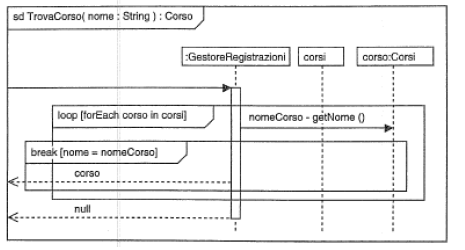 sd TrovaCorso( nome : String ) : Corso
:GestoreRegistrazioni
corsi
corso:Corsi
loop [forEach corso in corsi]
nomeCorso - getNome ()
break [nome = nomeCorso]
corso
null